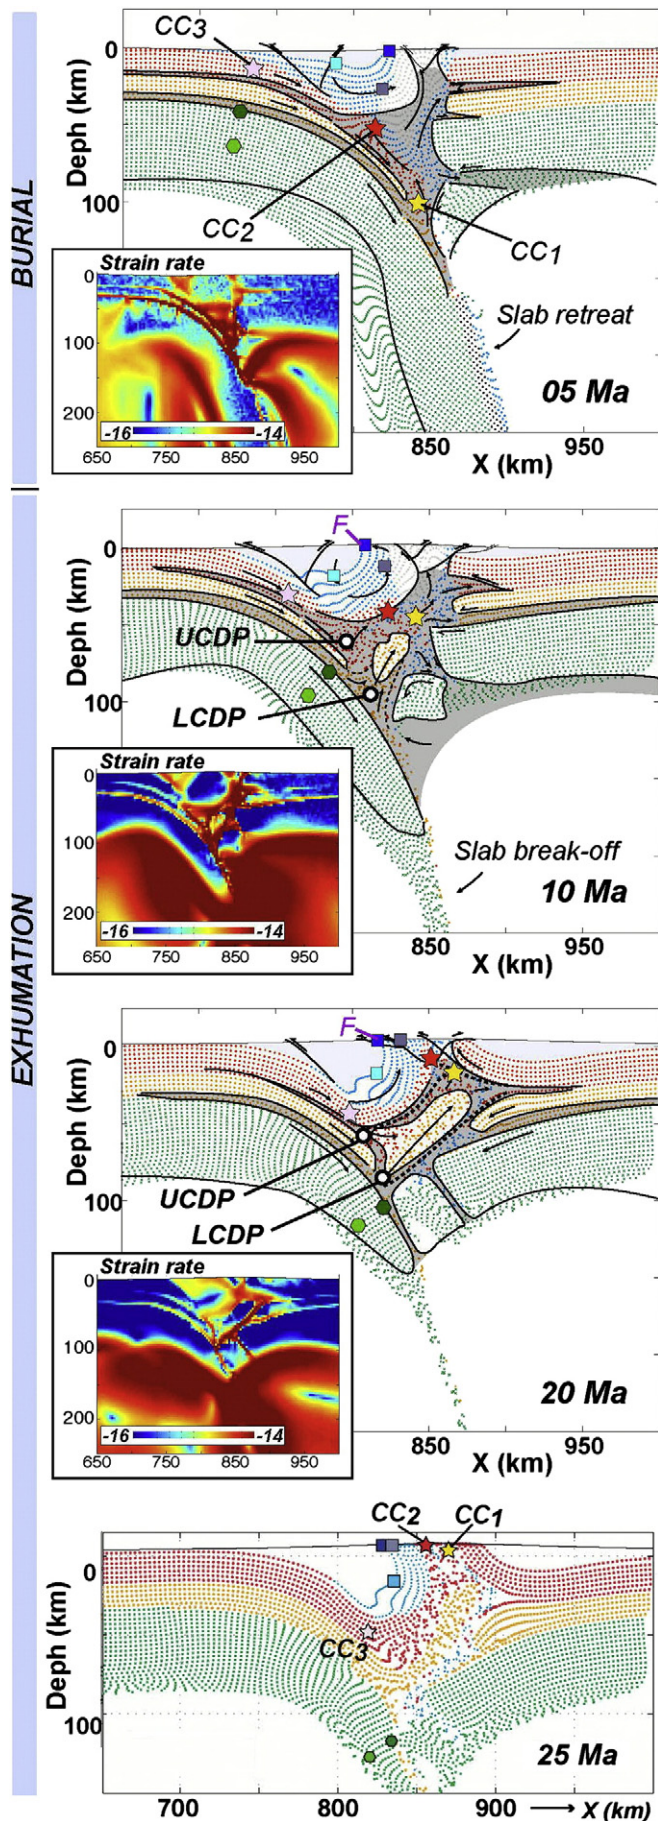 BURIAL
CC3
0
Deph (km)
100
CC2
CC1
Slab retreat
05 Ma
Strain rate
0
100
200
-16 -14
650 750 850 950
850 950
X (km)
EXHUMATION
F
0
Deph (km)
UCDP
100
LCDP
Slab break-off
10 Ma
Strain rate
0
100
200
-16 -14
650 750 850 950
850 950
X (km)
F
0
Deph (km)
UCDP
100
LCDP
20 Ma
Strain rate
0
100
200
-16 -14
650 750 850 950
850 950
X (km)
CC2 CC1
0
Deph (km)
CC3
100
25 Ma
700 800 900 → X (km)